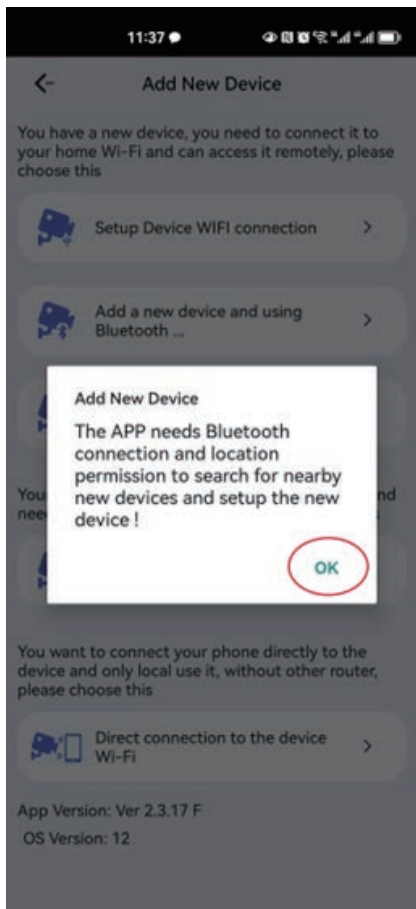 11:37
Add New Device
You have a new device, you need to connect it to
your home Wi-Fi and can access it remotely, please
choose this
Setup Device WIFI connection
Add a new device and using
Bluetooth ...
Add New Device
The APP needs Bluetooth
connection and location
permission to search for nearby
new devices and setup the new
device !
OK
You
nd
nee
You want to connect your phone directly to the
device and only local use it, without other router,
please choose this
Direct connection to the device
Wi-Fi
App Version: Ver 2.3.17 F
OS Version: 12